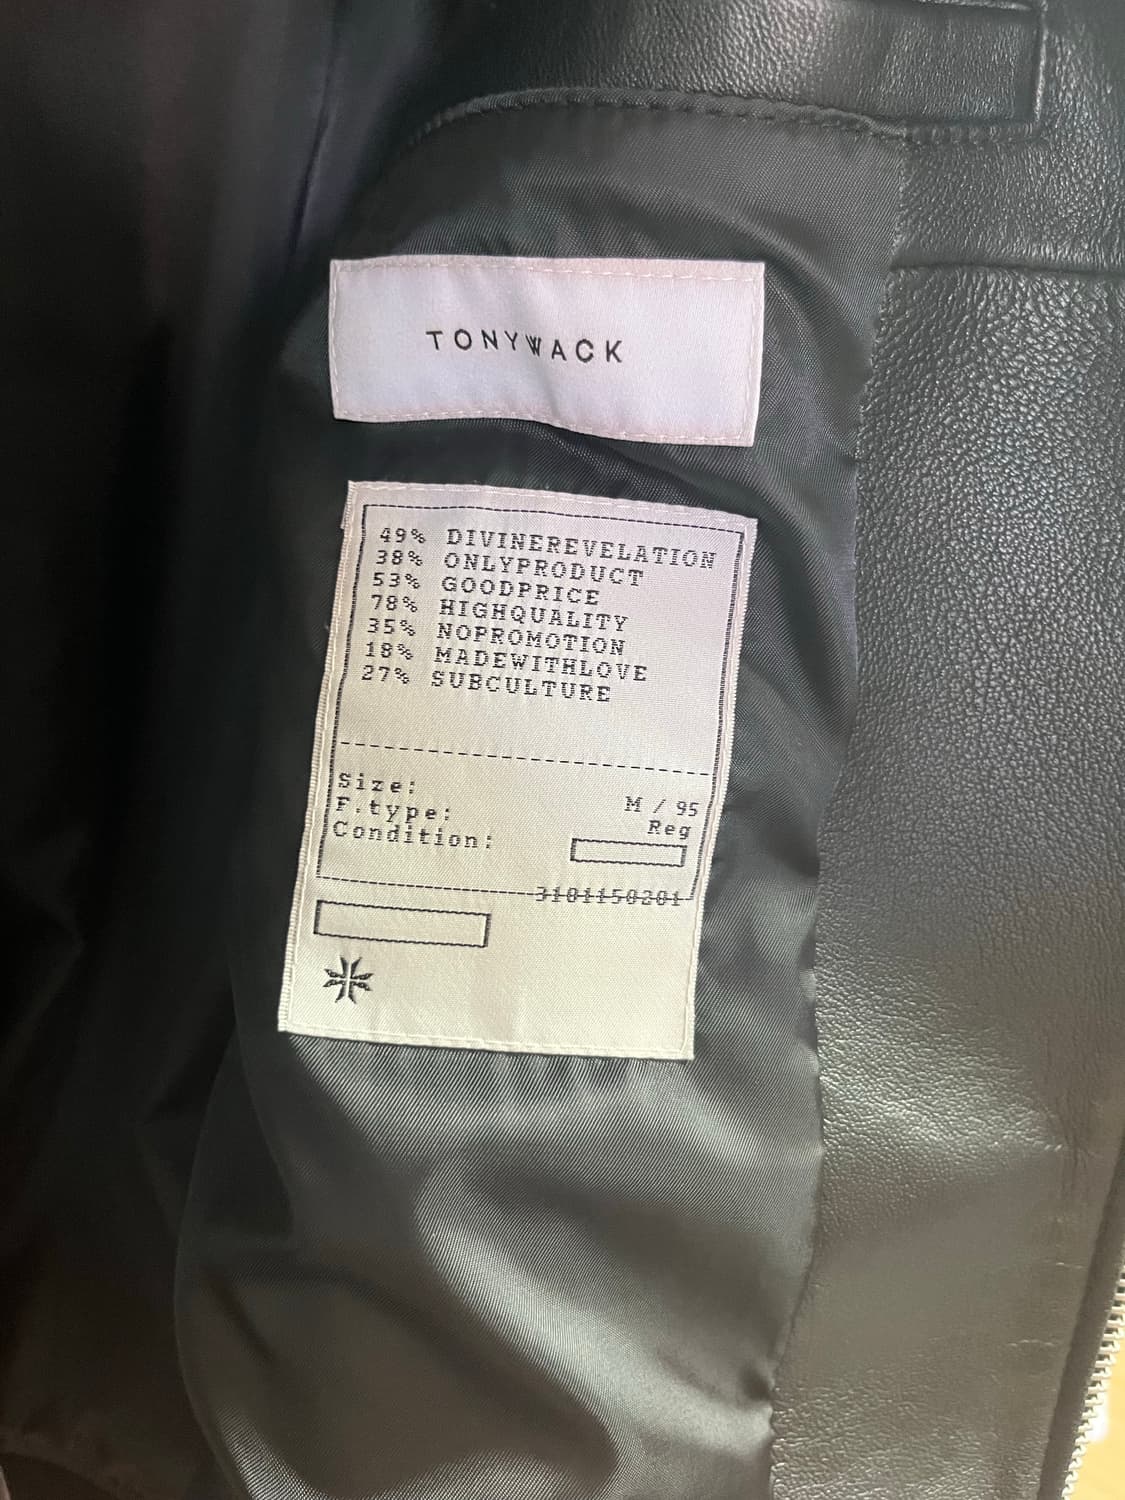 TONYWACK
49% DIVINEREVELATION
38% ONLYPRODUCT
53% GOODPRICE
78% HIGHQUALITY
35% NOPROMOTION
18% MADEWITHLOVE
27% SUBCULTURE
Size: M / 95
F.type: Reg
Condition:
3101150201